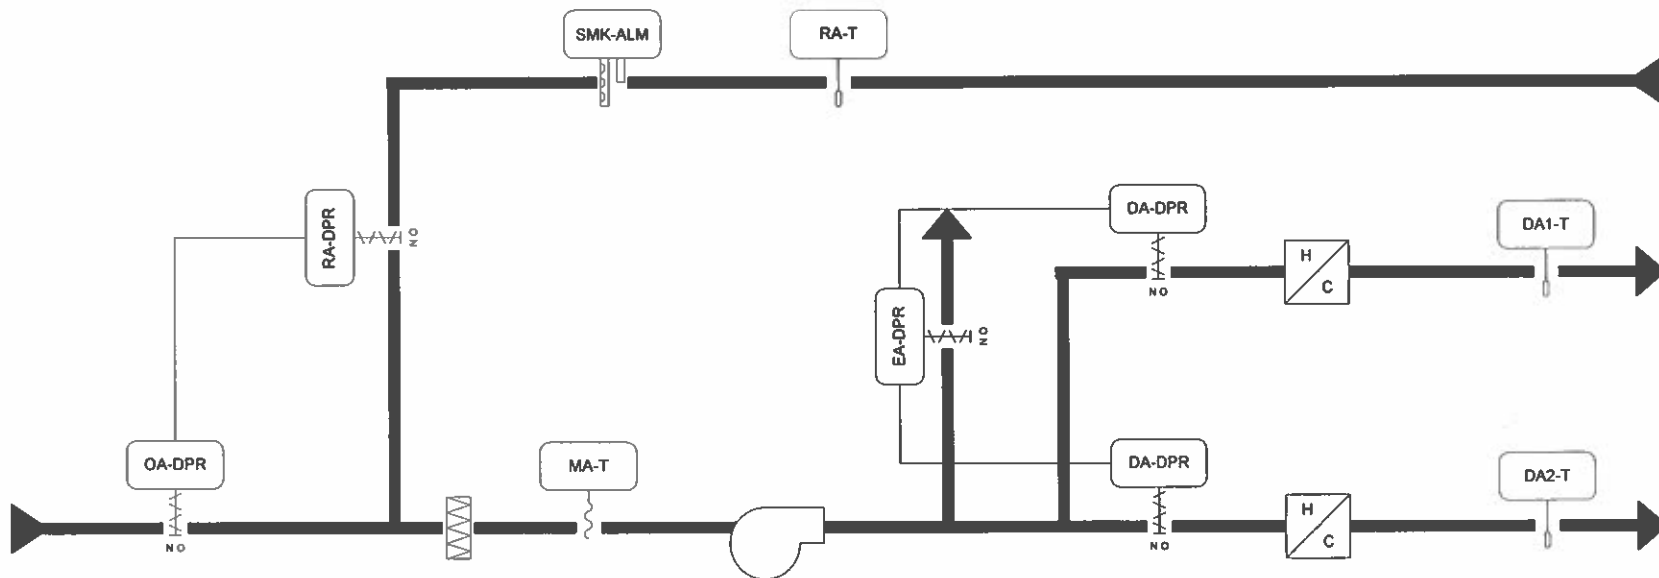 SMK-ALM
RA-T
RA-DPR
NO
OA-DPR
DA1-T
H
C
NO
EA-DPR
NO
OA-DPR
MA-T
DA-DPR
DA2-T
H
C
NO
NO